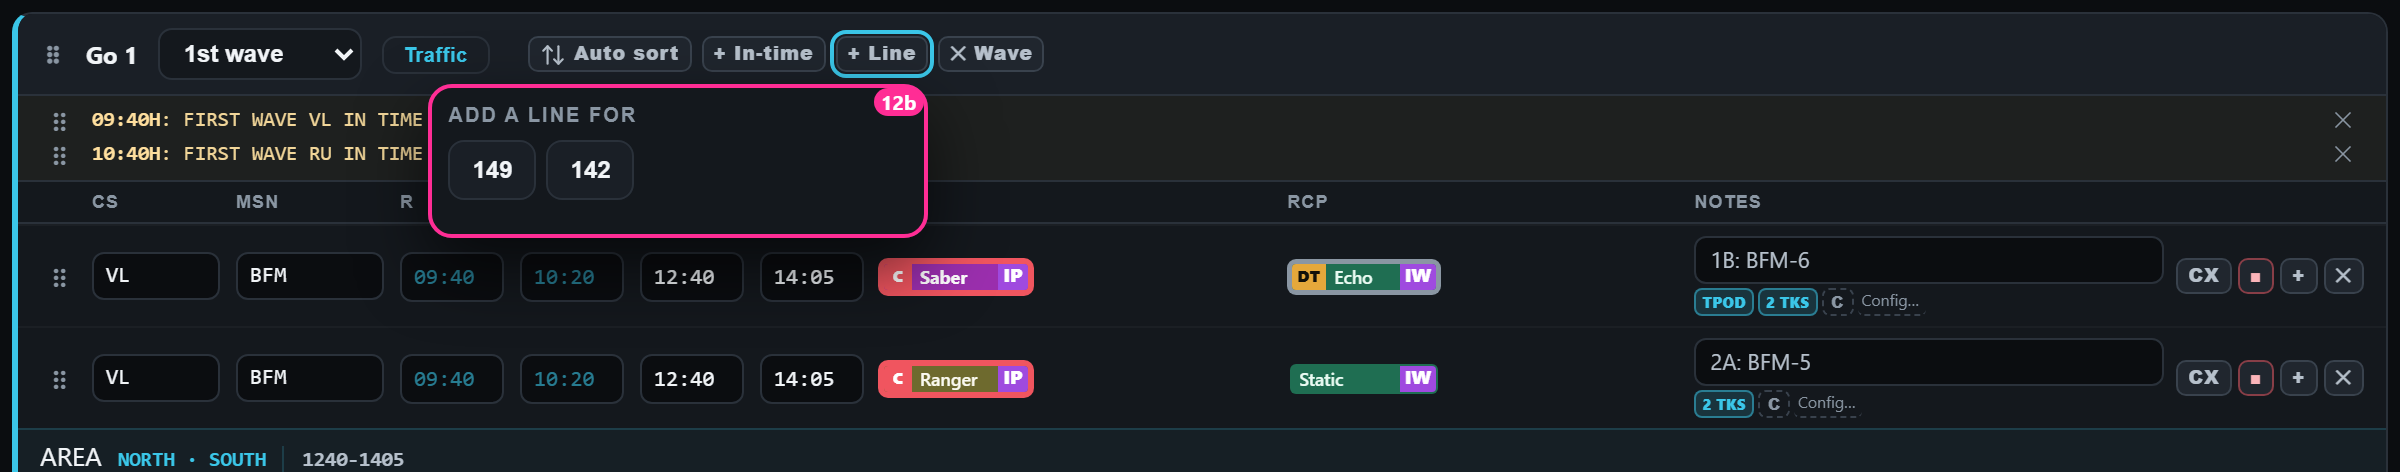 Go 1 1st wave Traffic Auto sort + In-time + Line × Wave
12b
ADD A LINE FOR
149 142
09:40H: FIRST WAVE VL IN TIME ×
10:40H: FIRST WAVE RU IN TIME ×
CS MSN R RCP NOTES
VL BFM 09:40 10:20 12:40 14:05 C Saber IP DT Echo IW 1B: BFM-6 CX + ×
TPOD 2 TKS C Config...
VL BFM 09:40 10:20 12:40 14:05 C Ranger IP Static IW 2A: BFM-5 CX + ×
2 TKS C Config...
AREA NORTH · SOUTH 1240-1405